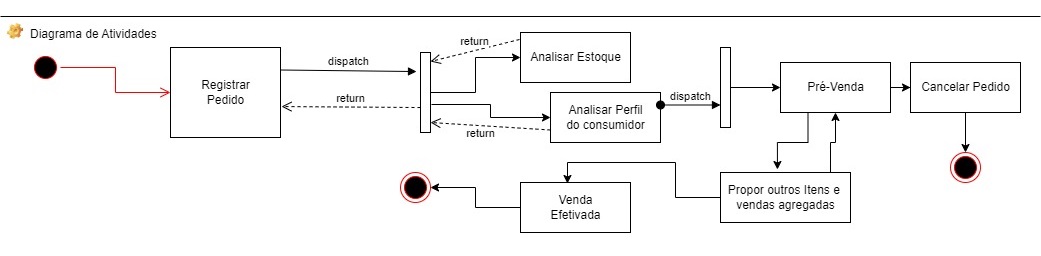 Diagrama de Atividades
Registrar
Pedido
dispatch
return
return
Analisar Estoque
Analisar Perfil
do consumidor
return
dispatch
Pré-Venda
Cancelar Pedido
Propor outros Itens e
vendas agregadas
Venda
Efetivada